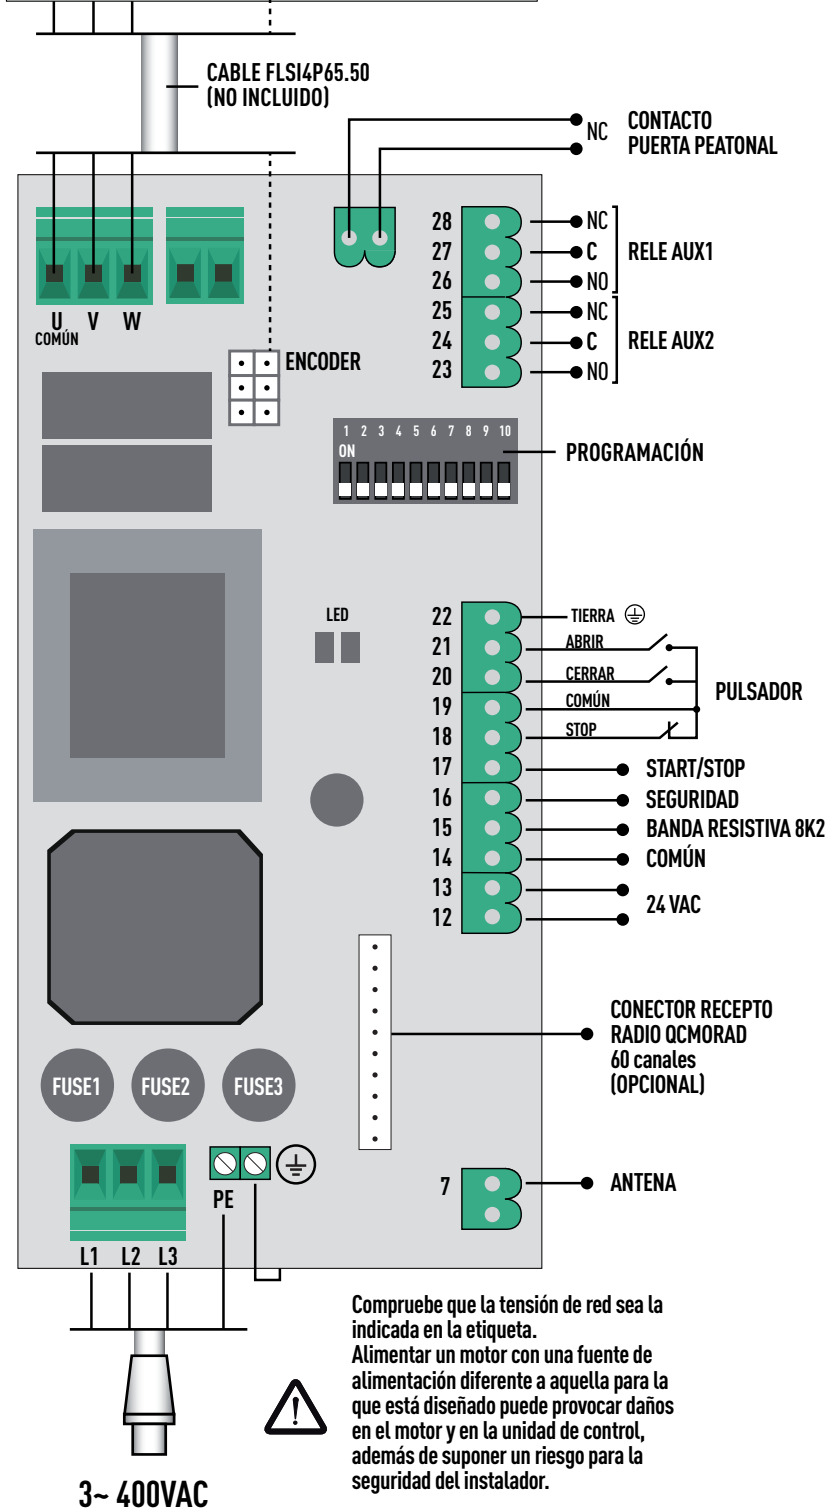 CABLE FLSI4P65.50
(NO INCLUIDO)
NC
CONTACTO
PUERTA PEATONAL
28
NC
27
C
RELE AUX1
26
NO
25
NC
24
C
RELE AUX2
23
NO
U
V
W
COMÚN
ENCODER
1 2 3 4 5 6 7 8 9 10
ON
PROGRAMACIÓN
LED
22
TIERRA
21
ABRIR
20
CERRAR
PULSADOR
19
COMÚN
18
STOP
17
START/STOP
16
SEGURIDAD
15
BANDA RESISTIVA 8K2
14
COMÚN
13
24 VAC
12
CONECTOR RECEPTO
RADIO QCMORAD
60 canales
(OPCIONAL)
FUSE1
FUSE2
FUSE3
PE
7
ANTENA
L1
L2
L3
Compruebe que la tensión de red sea la
indicada en la etiqueta.
Alimentar un motor con una fuente de
alimentación diferente a aquella para la
que está diseñado puede provocar daños
en el motor y en la unidad de control,
además de suponer un riesgo para la
seguridad del instalador.
!
3~ 400VAC